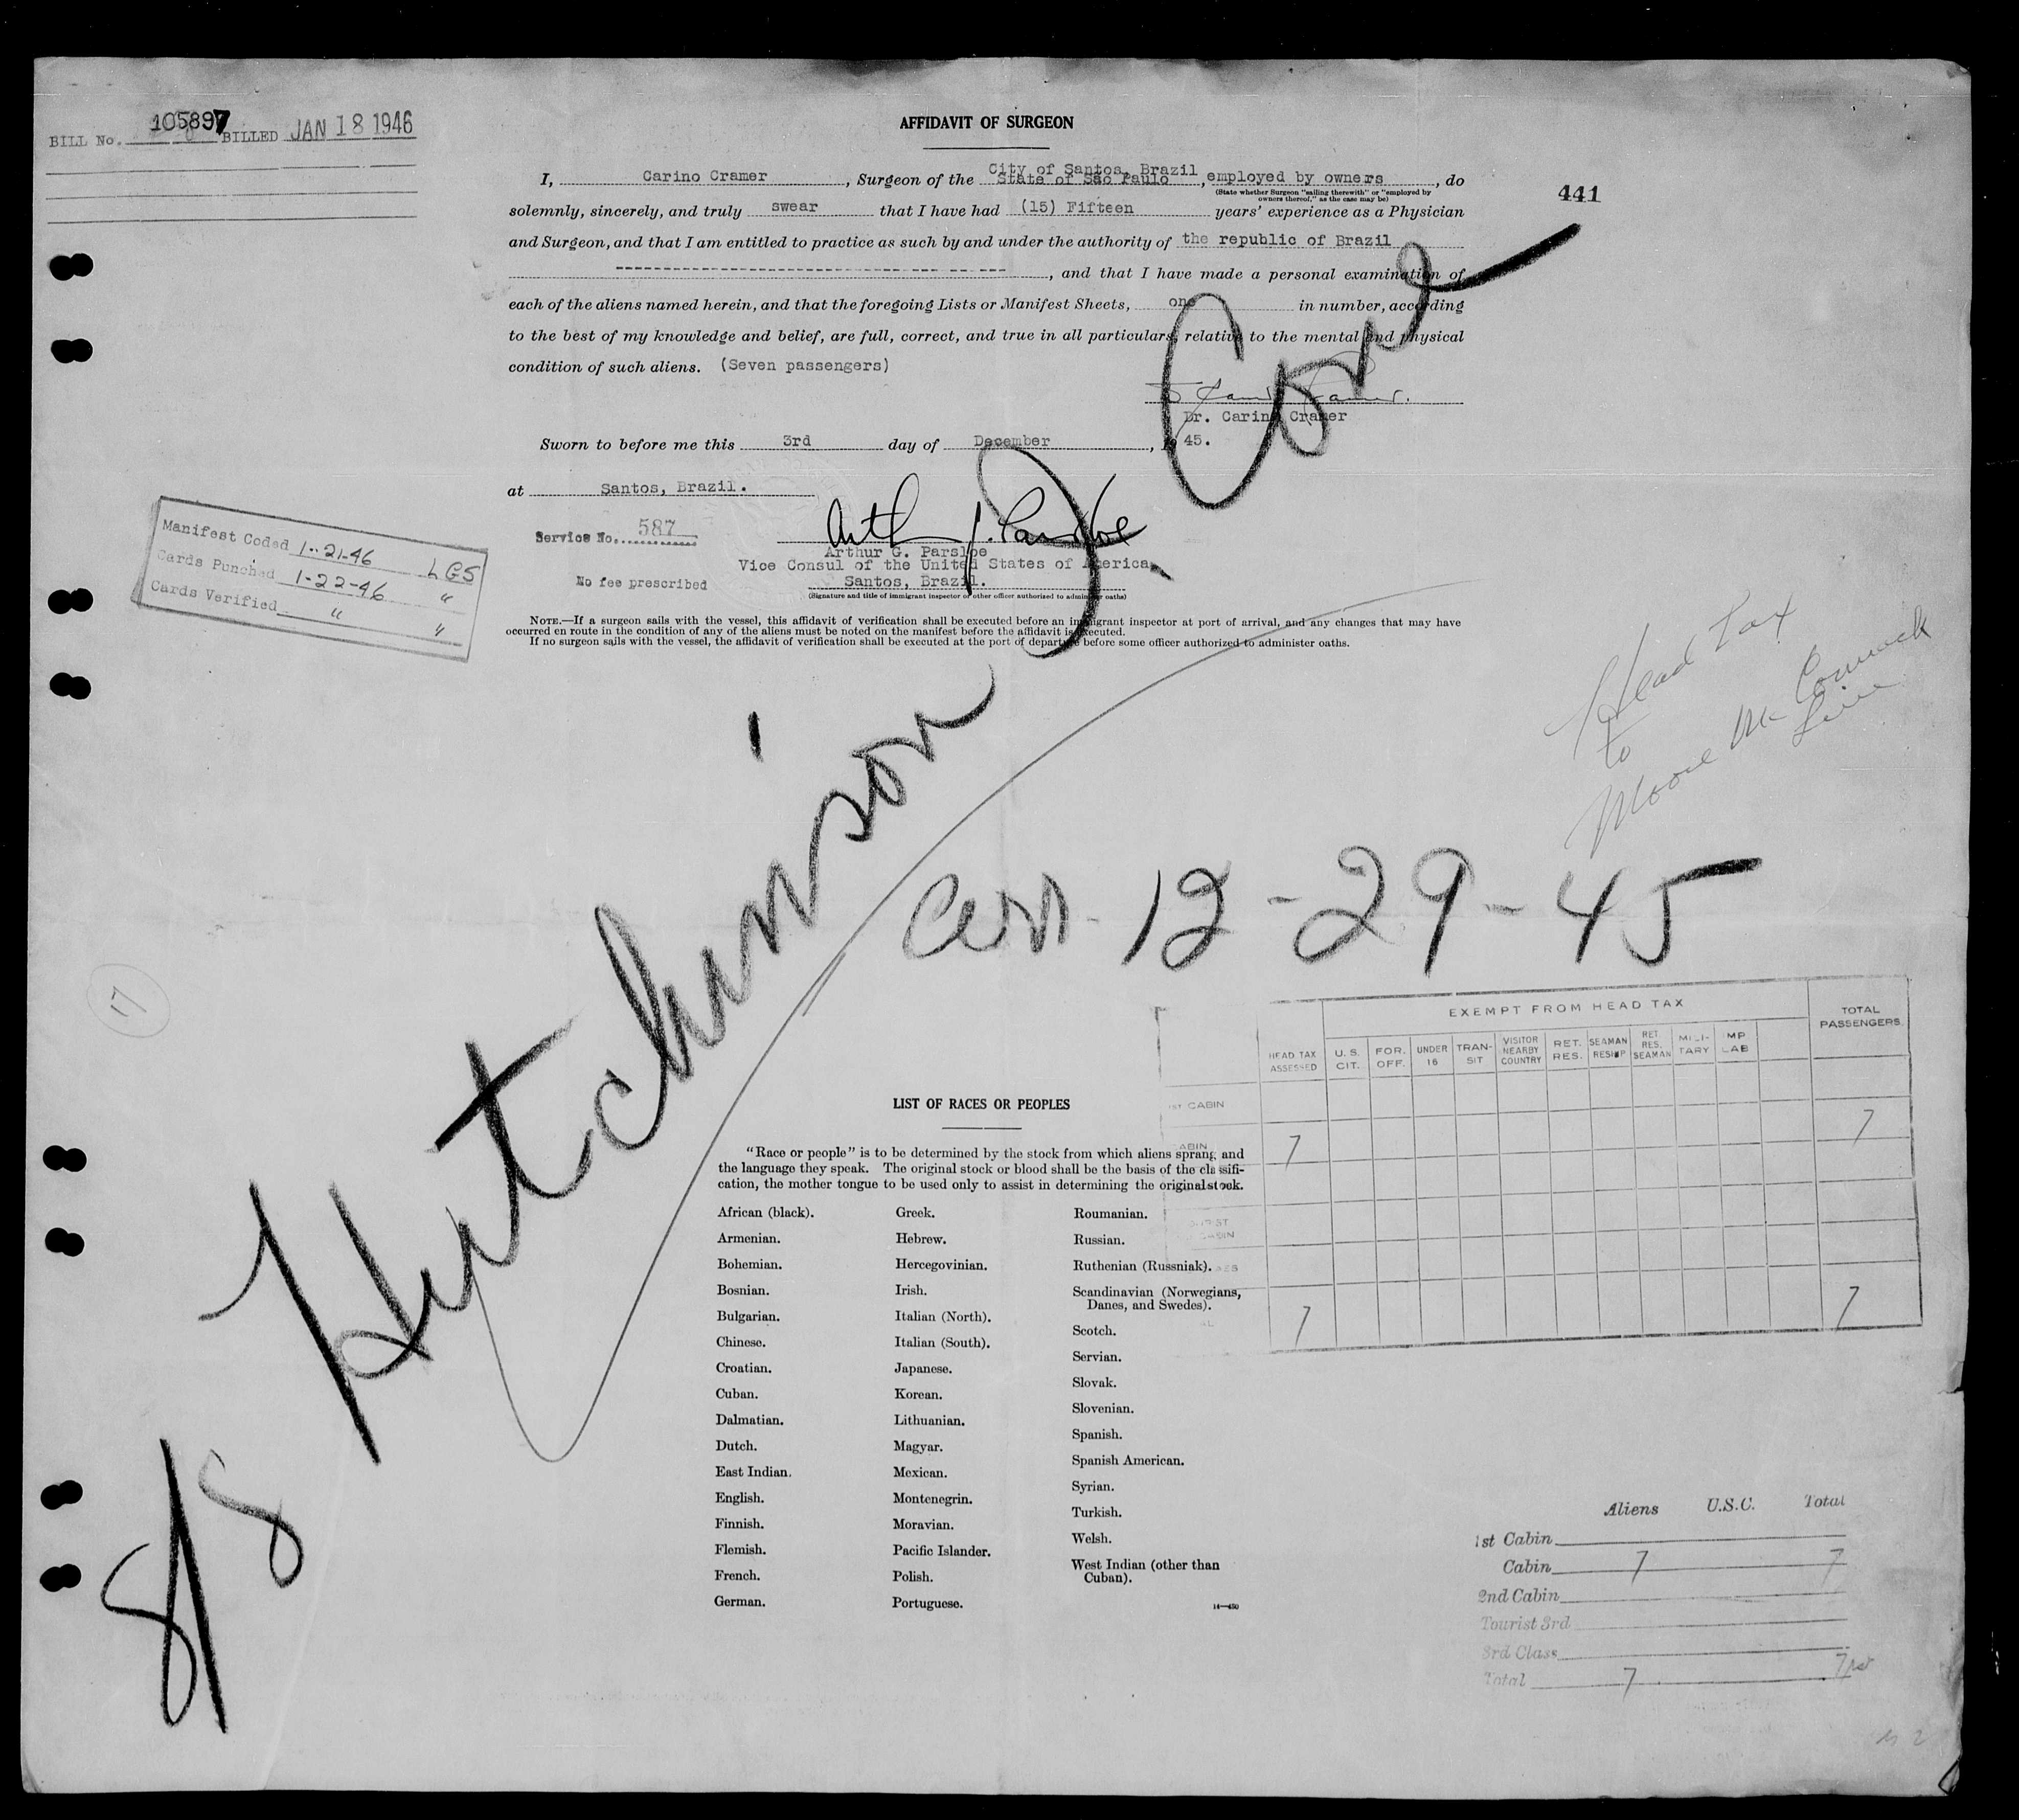 BILL No. 105897 BILLED JAN 18 1946
AFFIDAVIT OF SURGEON
441
City of Santos, Brazil
I, Carino Cramer, Surgeon of the State of Sao Paulo, employed by owners, do
(State whether Surgeon "sailing therewith" or "employed by
owners thereof," as the case may be)
solemnly, sincerely, and truly swear that I have had (15) Fifteen years' experience as a Physician
and Surgeon, and that I am entitled to practice as such by and under the authority of the republic of Brazil
, and that I have made a personal examination of
each of the aliens named herein, and that the foregoing Lists or Manifest Sheets, one in number, according
to the best of my knowledge and belief, are full, correct, and true in all particulars, relative to the mental and physical
condition of such aliens. (Seven passengers)
Dr. Carino Cramer
Sworn to before me this 3rd day of December, 1945.
at Santos, Brazil.
Service No. 587
Arthur G. Parsloe
Arthur G. Parsloe
Vice Consul of the United States of America,
No fee prescribed
Santos, Brazil.
(Signature and title of immigrant inspector or other officer authorized to administer oaths)
Manifest Coded 1-21-46 LGS
Cards Punched 1-22-46 "
Cards Verified " "
NOTE.—If a surgeon sails with the vessel, this affidavit of verification shall be executed before an immigrant inspector at port of arrival, and any changes that may have
occurred en route in the condition of any of the aliens must be noted on the manifest before the affidavit is executed.
If no surgeon sails with the vessel, the affidavit of verification shall be executed at the port of departure before some officer authorized to administer oaths.
S/S Hutchinson I. Cone
Head Tax
to
Moore Mc Cormack
Line
arr - 12-29-45
17
EXEMPT FROM HEAD TAX
TOTAL PASSENGERS
HEAD TAX ASSESSED U.S. CIT. FOR. OFF. UNDER 16 TRAN-SIT VISITOR NEARBY COUNTRY RET. RES. SEAMAN RESHIP RET. RES. SEAMAN MILI-TARY IMP LAB
1ST CABIN
CABIN 7 7
7 7
LIST OF RACES OR PEOPLES
"Race or people" is to be determined by the stock from which aliens sprang and
the language they speak. The original stock or blood shall be the basis of the classifi-
cation, the mother tongue to be used only to assist in determining the original stock.
African (black).
Armenian.
Bohemian.
Bosnian.
Bulgarian.
Chinese.
Croatian.
Cuban.
Dalmatian.
Dutch.
East Indian.
English.
Finnish.
Flemish.
French.
German.
Greek.
Hebrew.
Hercegovinian.
Irish.
Italian (North).
Italian (South).
Japanese.
Korean.
Lithuanian.
Magyar.
Mexican.
Montenegrin.
Moravian.
Pacific Islander.
Polish.
Portuguese.
Roumanian.
Russian.
Ruthenian (Russniak).
Scandinavian (Norwegians,
Danes, and Swedes).
Scotch.
Servian.
Slovak.
Slovenian.
Spanish.
Spanish American.
Syrian.
Turkish.
Welsh.
West Indian (other than
Cuban).
14—450
Aliens U.S.C. Total
1st Cabin
Cabin 7 7
2nd Cabin
Tourist 3rd
3rd Class
Total 7 7